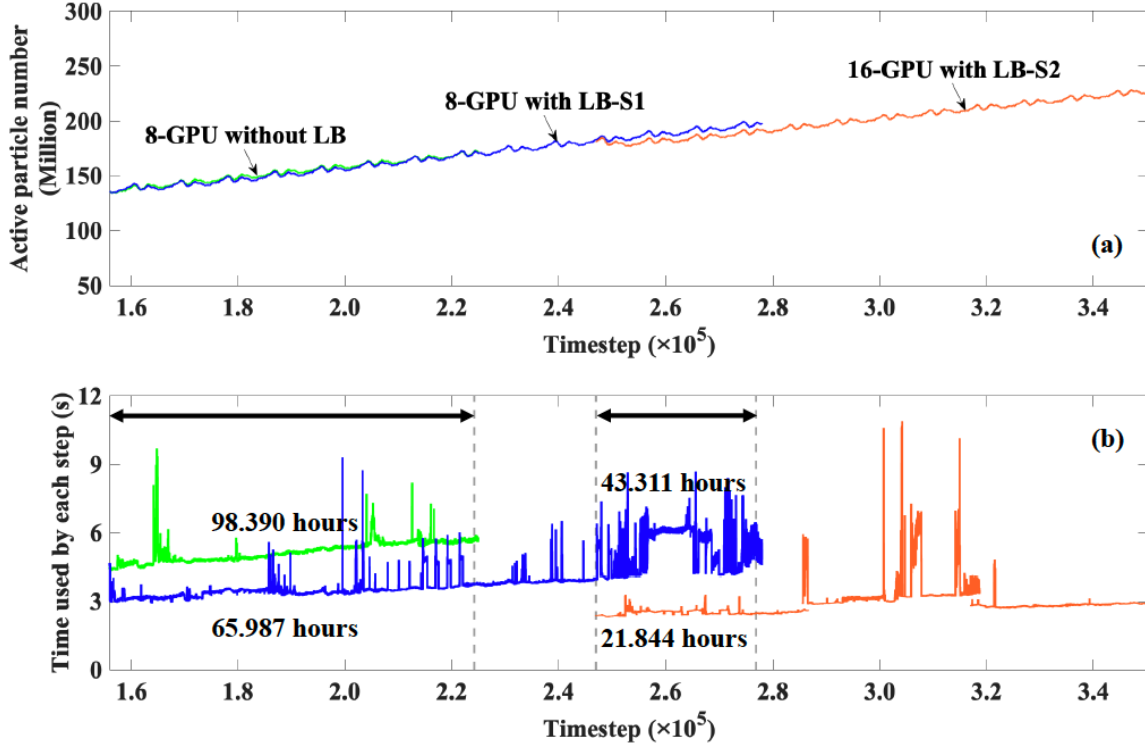 300
250
200
150
100
50
Active particle number
(Million)
8-GPU without LB
8-GPU with LB-S1
16-GPU with LB-S2
(a)
1.6 1.8 2.0 2.2 2.4 2.6 2.8 3.0 3.2 3.4
Timestep (×10⁵)
12
9
6
3
0
Time used by each step (s)
(b)
43.311 hours
98.390 hours
65.987 hours
21.844 hours
1.6 1.8 2.0 2.2 2.4 2.6 2.8 3.0 3.2 3.4
Timestep (×10⁵)